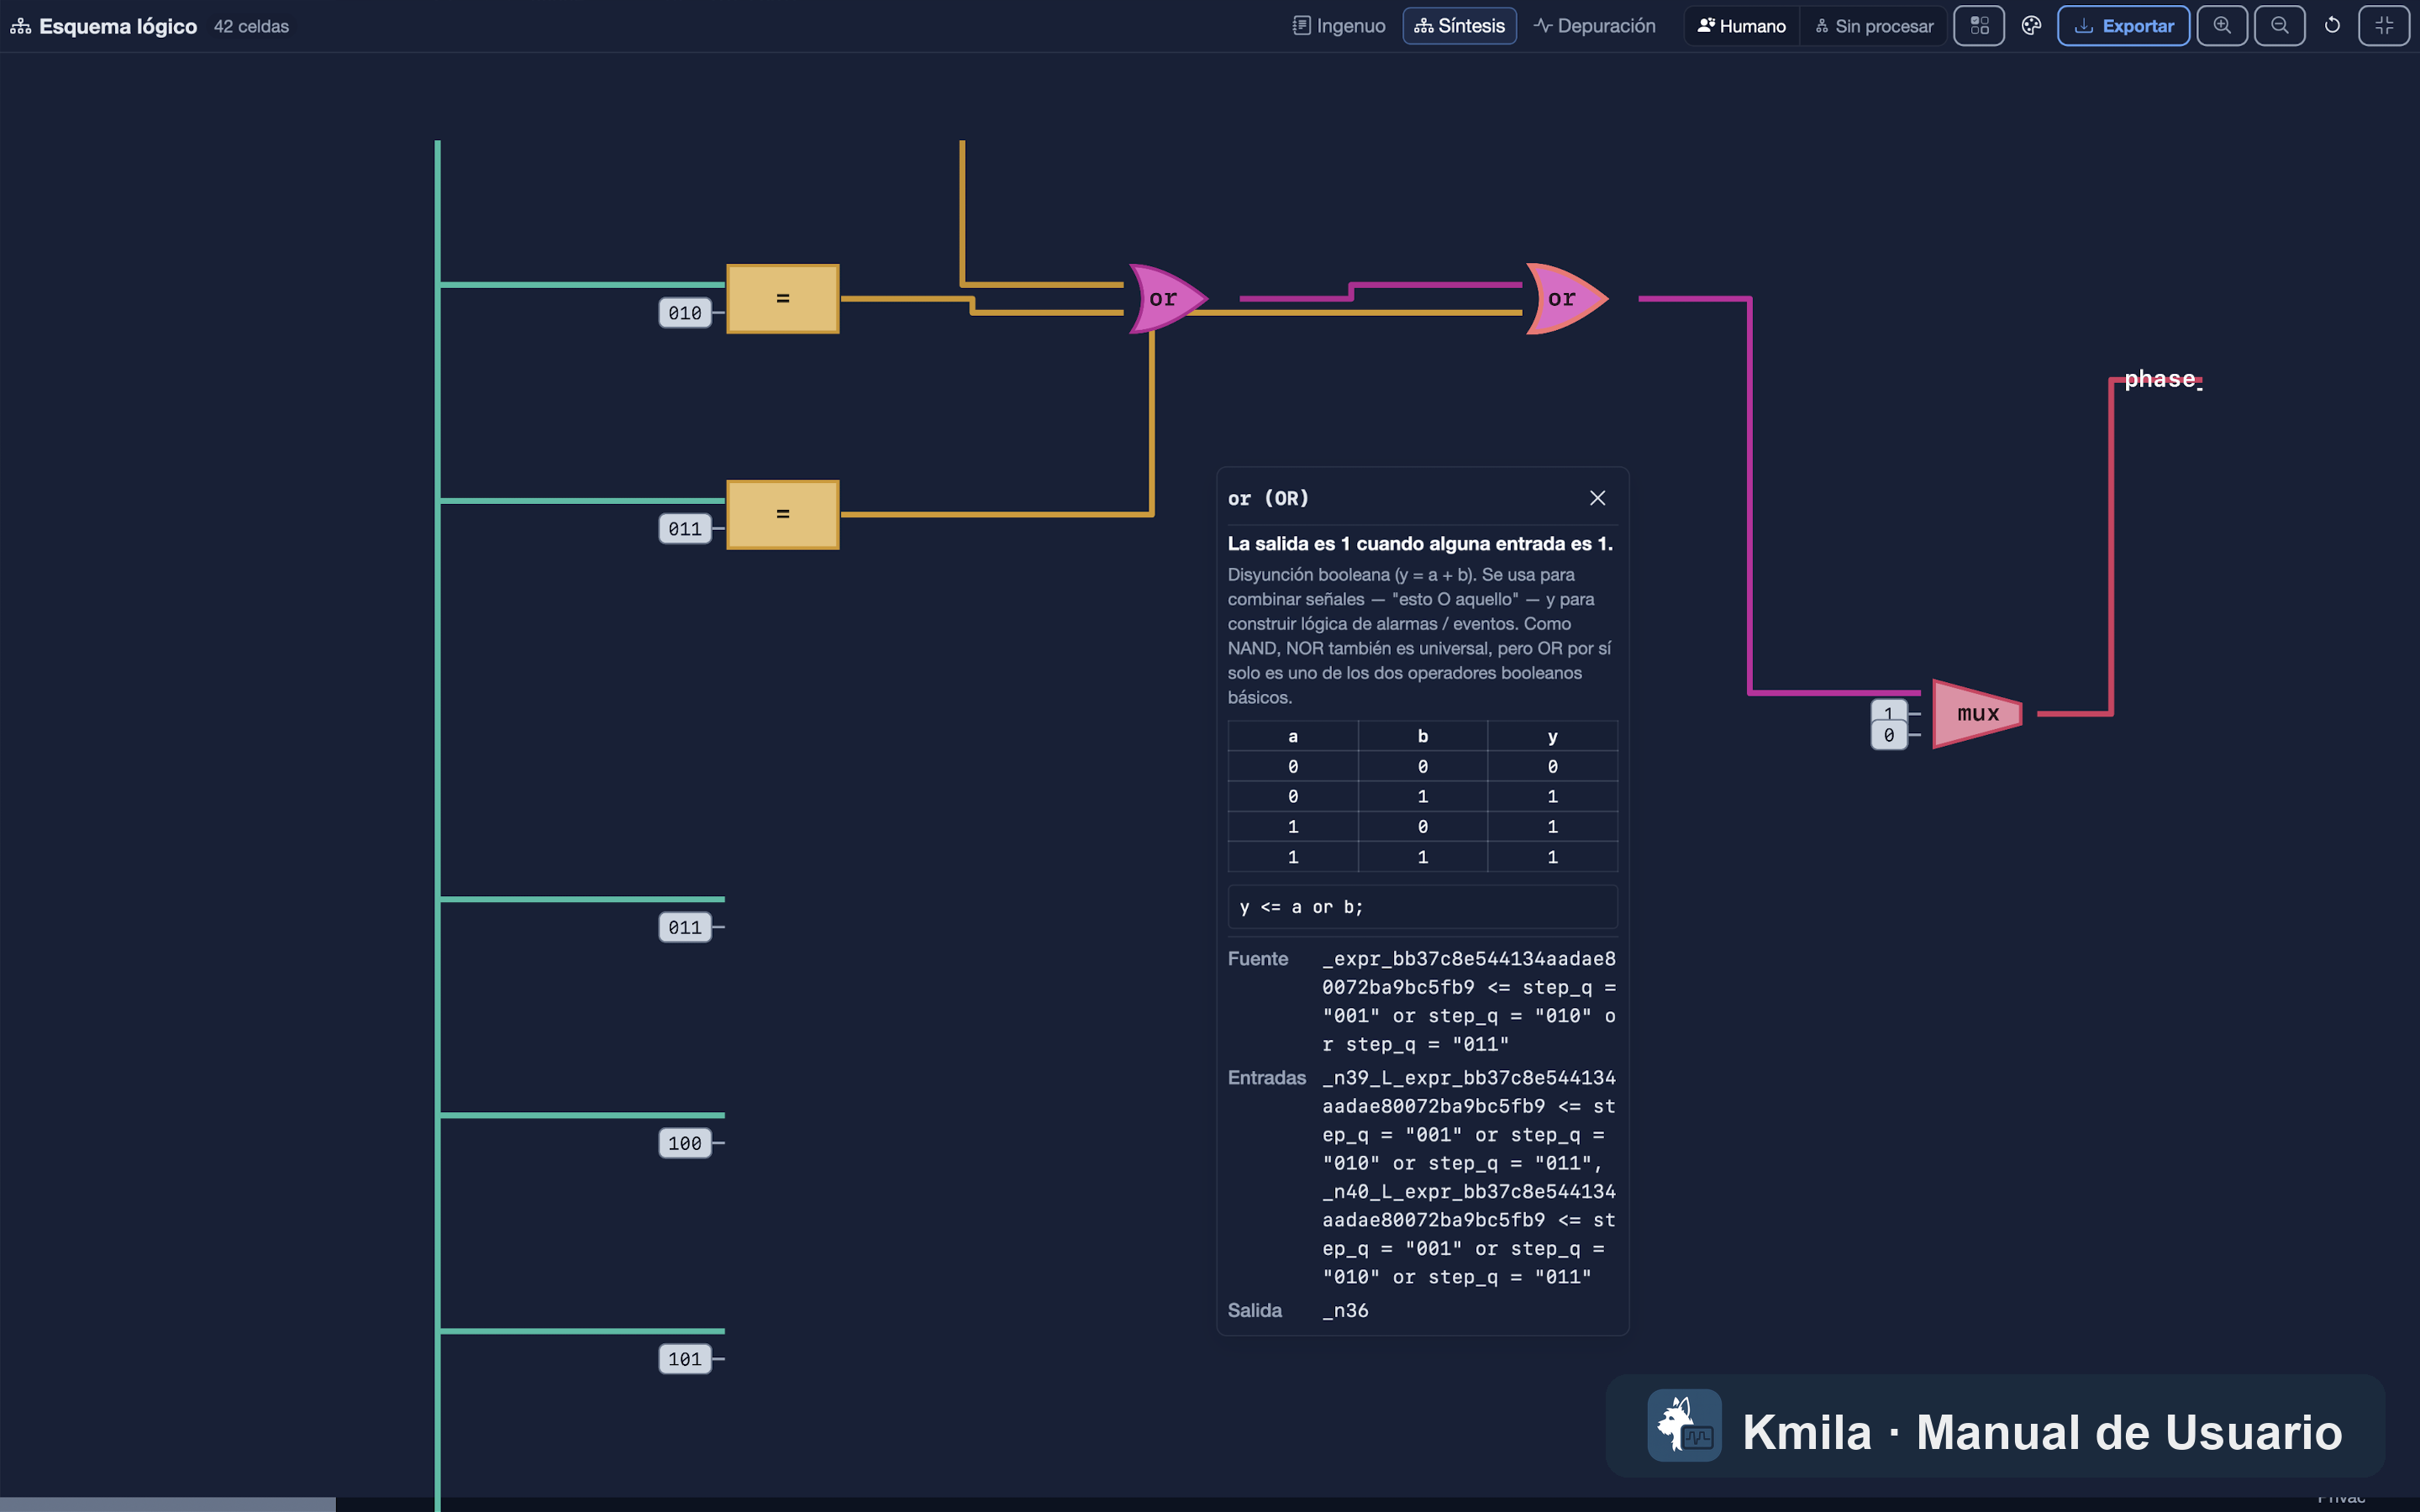 Esquema lógico 42 celdas
Ingenuo Síntesis Depuración Humano Sin procesar Exportar
=
010
or
or
phase_
=
011
mux
1
0
or (OR)
La salida es 1 cuando alguna entrada es 1.
Disyunción booleana (y = a + b). Se usa para
combinar señales — "esto O aquello" — y para
construir lógica de alarmas / eventos. Como
NAND, NOR también es universal, pero OR por sí
solo es uno de los dos operadores booleanos
básicos.
a b y
0 0 0
0 1 1
1 0 1
1 1 1
y <= a or b;
Fuente _expr_bb37c8e544134aadae8
0072ba9bc5fb9 <= step_q =
"001" or step_q = "010" o
r step_q = "011"
Entradas _n39_L_expr_bb37c8e544134
aadae80072ba9bc5fb9 <= st
ep_q = "001" or step_q =
"010" or step_q = "011",
_n40_L_expr_bb37c8e544134
aadae80072ba9bc5fb9 <= st
ep_q = "001" or step_q =
"010" or step_q = "011"
Salida _n36
011
100
101
Kmila · Manual de Usuario